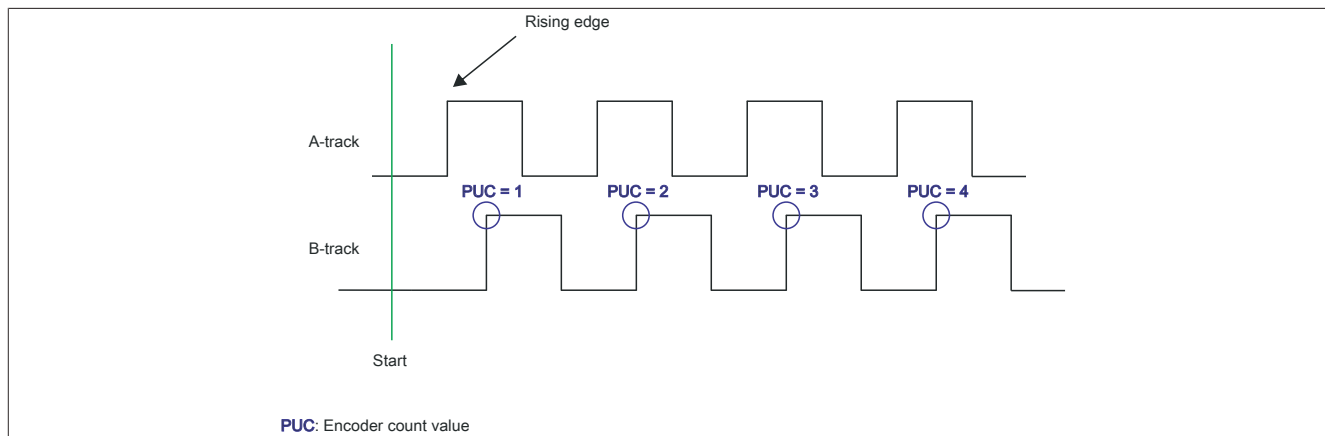 Rising edge
A-track
PUC = 1
PUC = 2
PUC = 3
PUC = 4
B-track
Start
PUC: Encoder count value